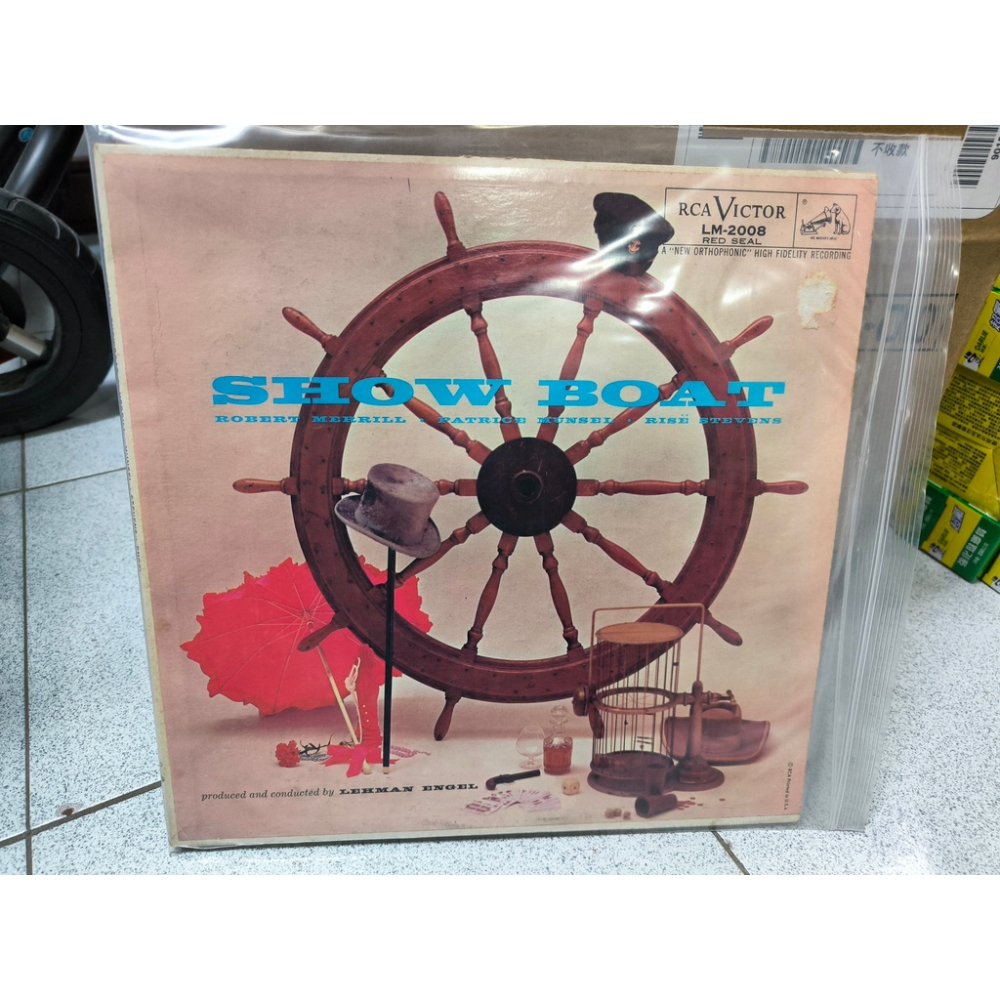 不收款
RCA VICTOR
LM-2008
RED SEAL
A "NEW ORTHOPHONIC" HIGH FIDELITY RECORDING
SHOW BOAT
ROBERT MERRILL • PATRICE MUNSEL • RISË STEVENS
produced and conducted by LEHMAN ENGEL